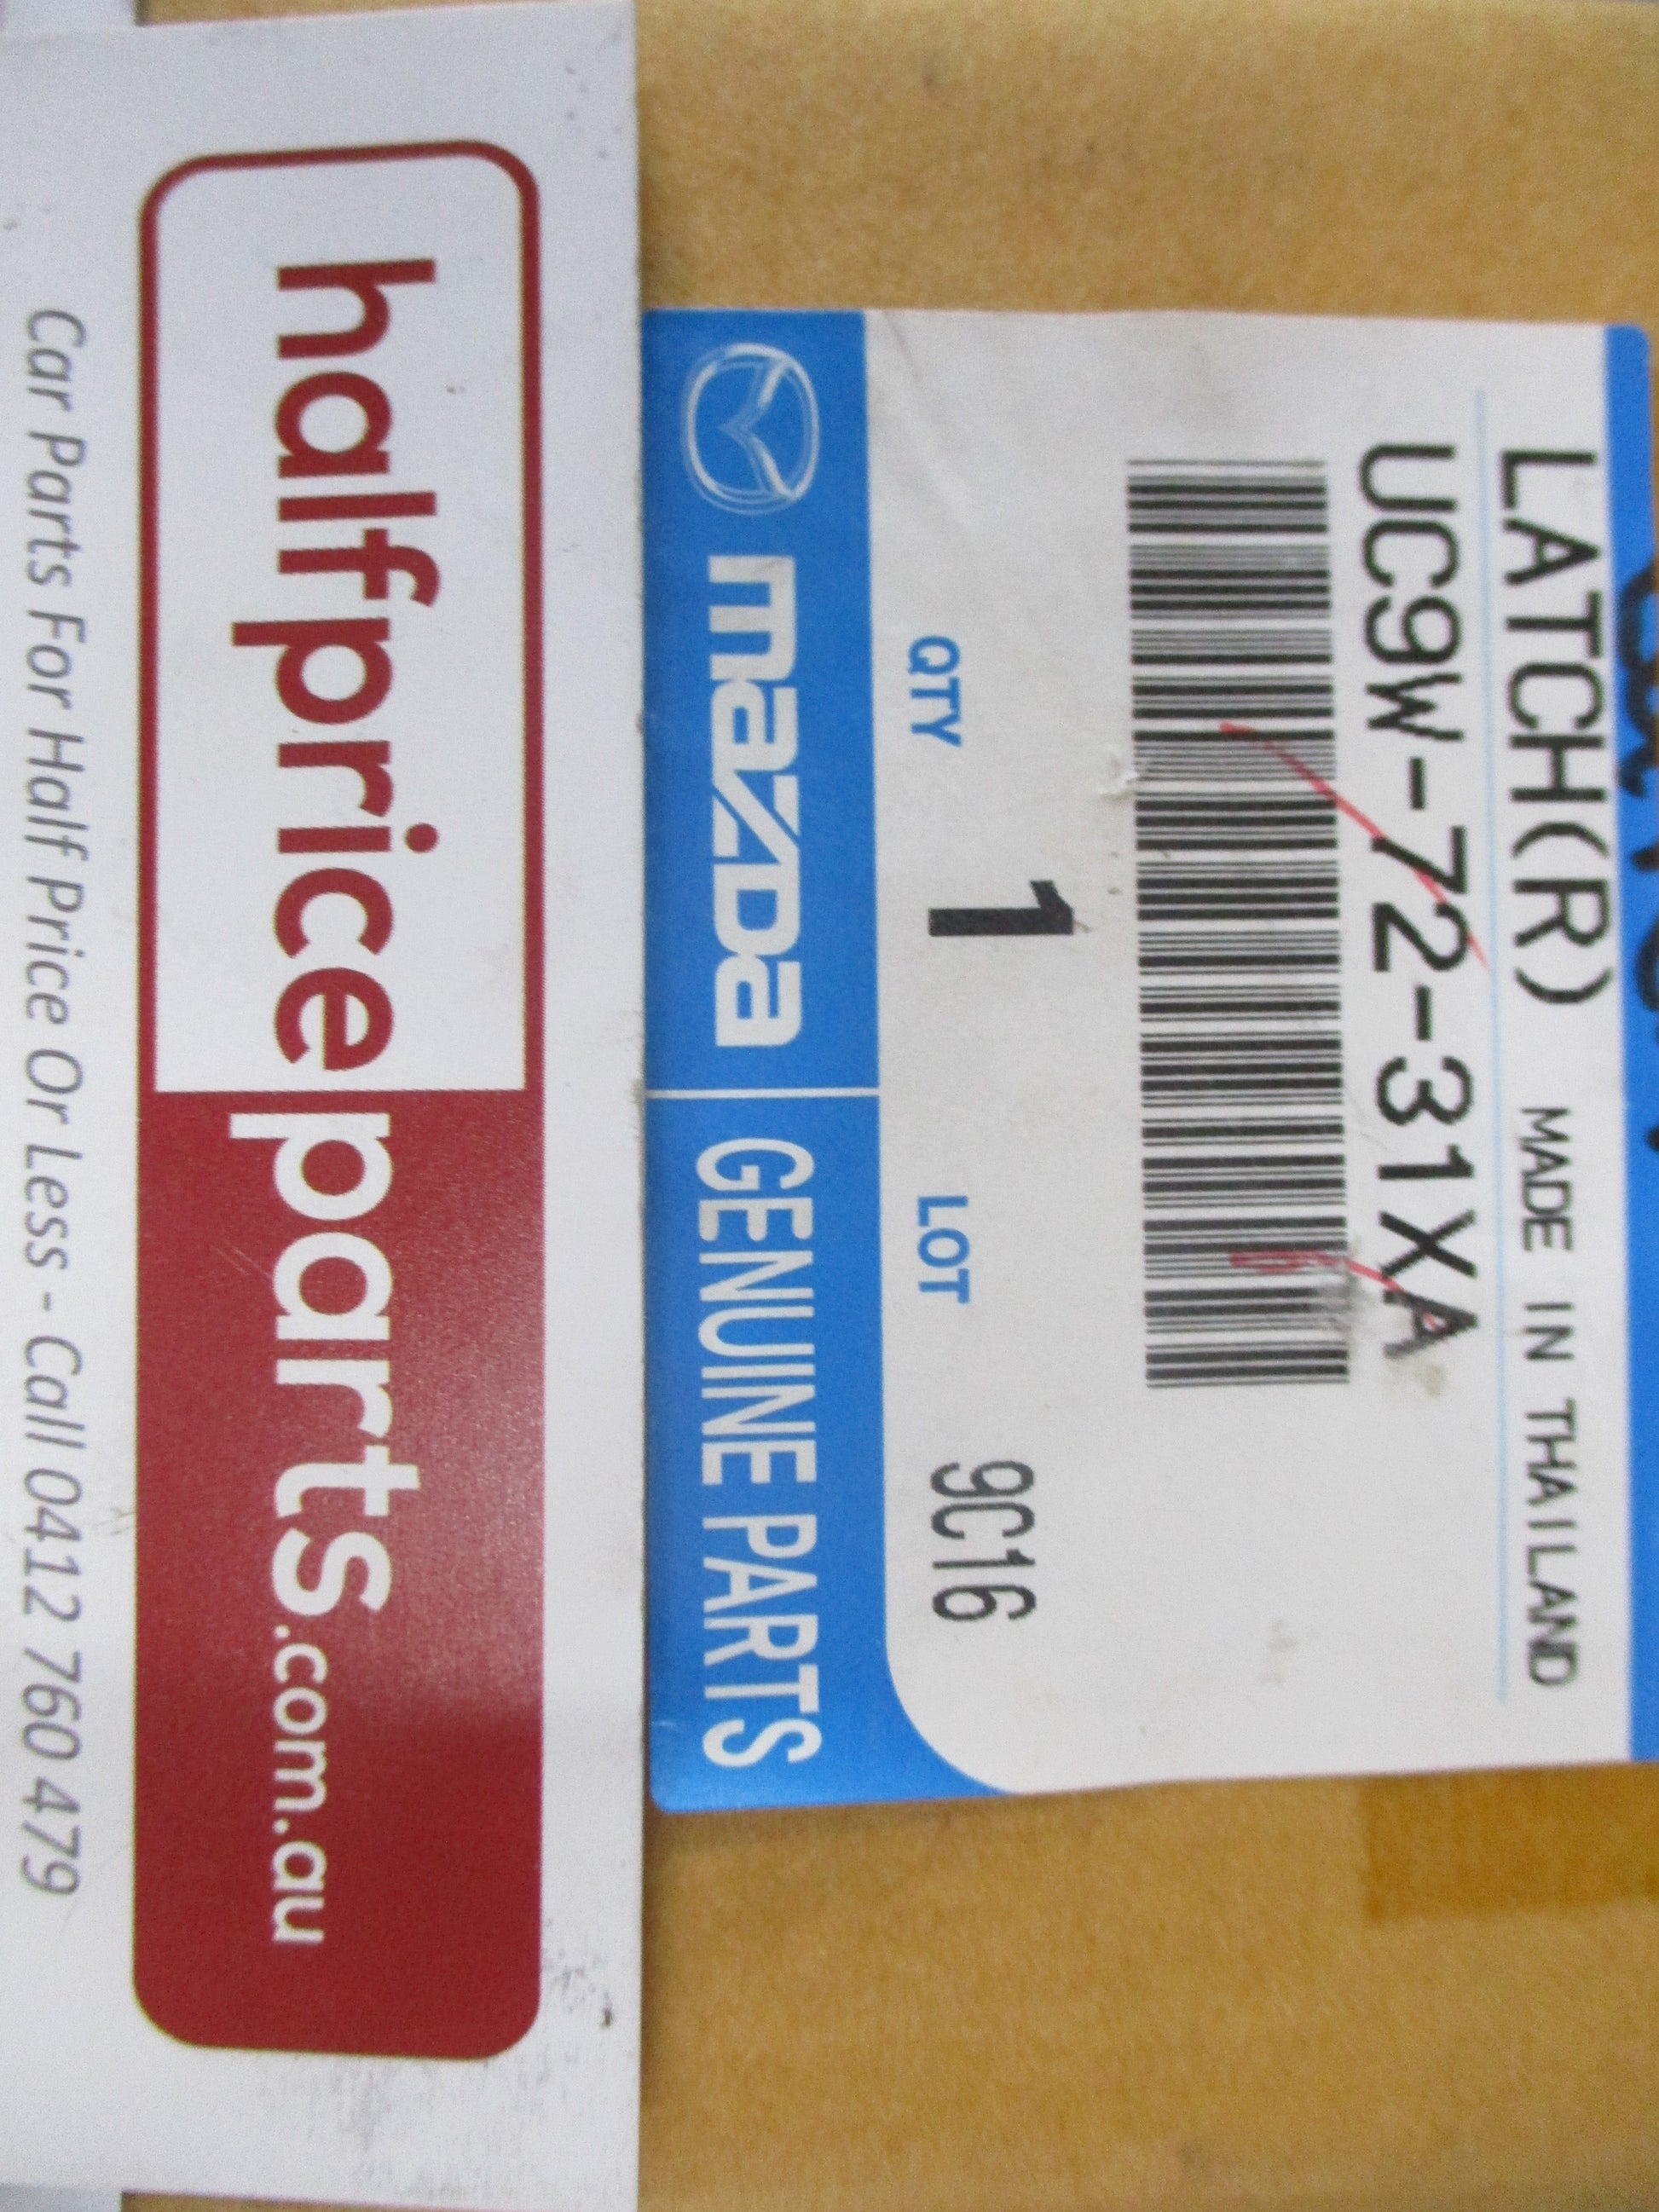 LATCH(R) MADE IN THAILAND
UC9W-72-31XA
QTY 1 LOT 9C16
mazda GENUINE PARTS
halfpriceparts.com.au
Car Parts For Half Price Or Less - Call 0412 760 479